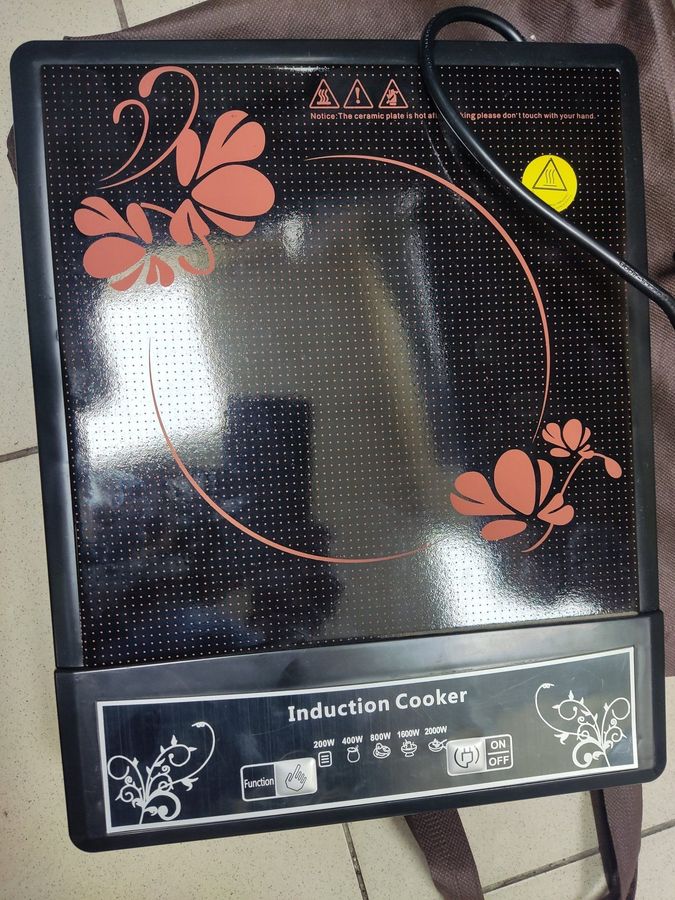 Notice:The ceramic plate is hot please don't touch with your hand.
Induction Cooker
200W 400W 800W 1600W 2000W
Function
ON
OFF